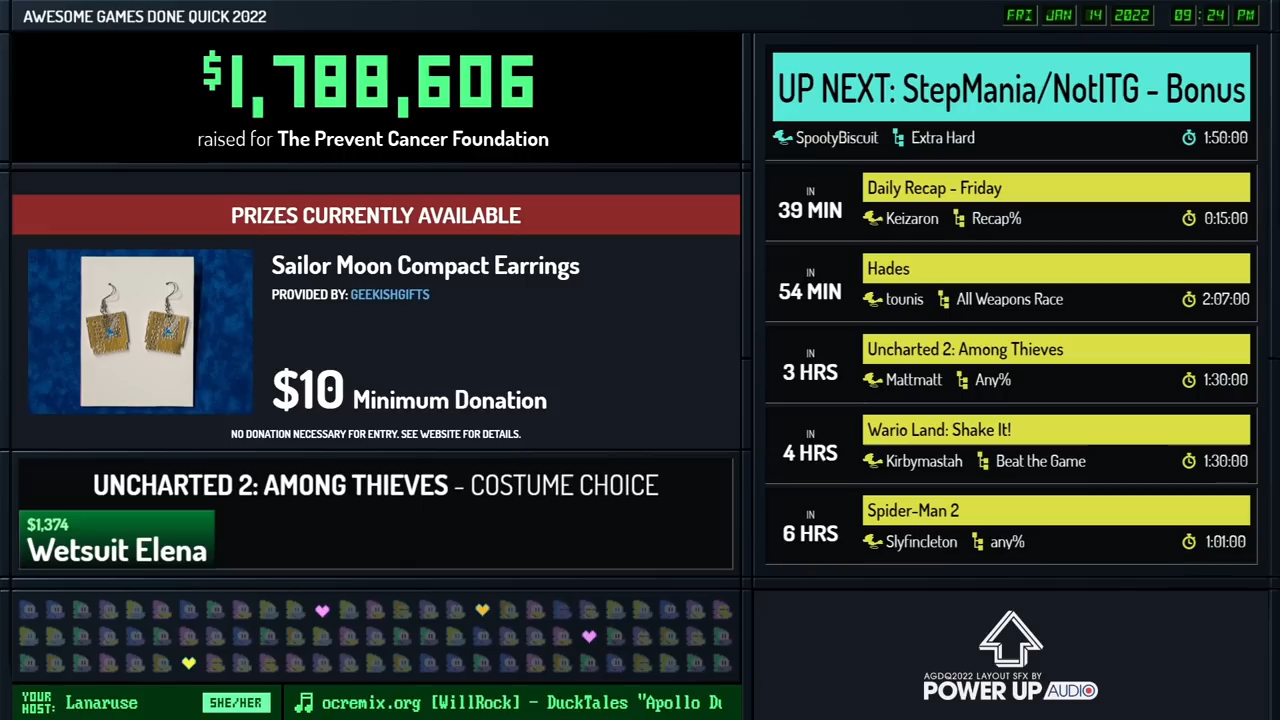 AWESOME GAMES DONE QUICK 2022
FRI JAN 14 2022 09:24 PM
$1,788,606
raised for The Prevent Cancer Foundation
PRIZES CURRENTLY AVAILABLE
Sailor Moon Compact Earrings
PROVIDED BY: GEEKISHGIFTS
$10 Minimum Donation
NO DONATION NECESSARY FOR ENTRY. SEE WEBSITE FOR DETAILS.
UNCHARTED 2: AMONG THIEVES - COSTUME CHOICE
$1,374
Wetsuit Elena
UP NEXT: StepMania/NotITG - Bonus
SpootyBiscuit Extra Hard 1:50:00
IN 39 MIN
Daily Recap - Friday
Keizaron Recap% 0:15:00
IN 54 MIN
Hades
tounis All Weapons Race 2:07:00
IN 3 HRS
Uncharted 2: Among Thieves
Mattmatt Any% 1:30:00
IN 4 HRS
Wario Land: Shake It!
Kirbymastah Beat the Game 1:30:00
IN 6 HRS
Spider-Man 2
Slyfincleton any% 1:01:00
YOUR HOST: Lanaruse SHE/HER
ocremix.org [WillRock] - DuckTales "Apollo Du
AGDQ2022 LAYOUT SFX BY
POWER UP AUDIO